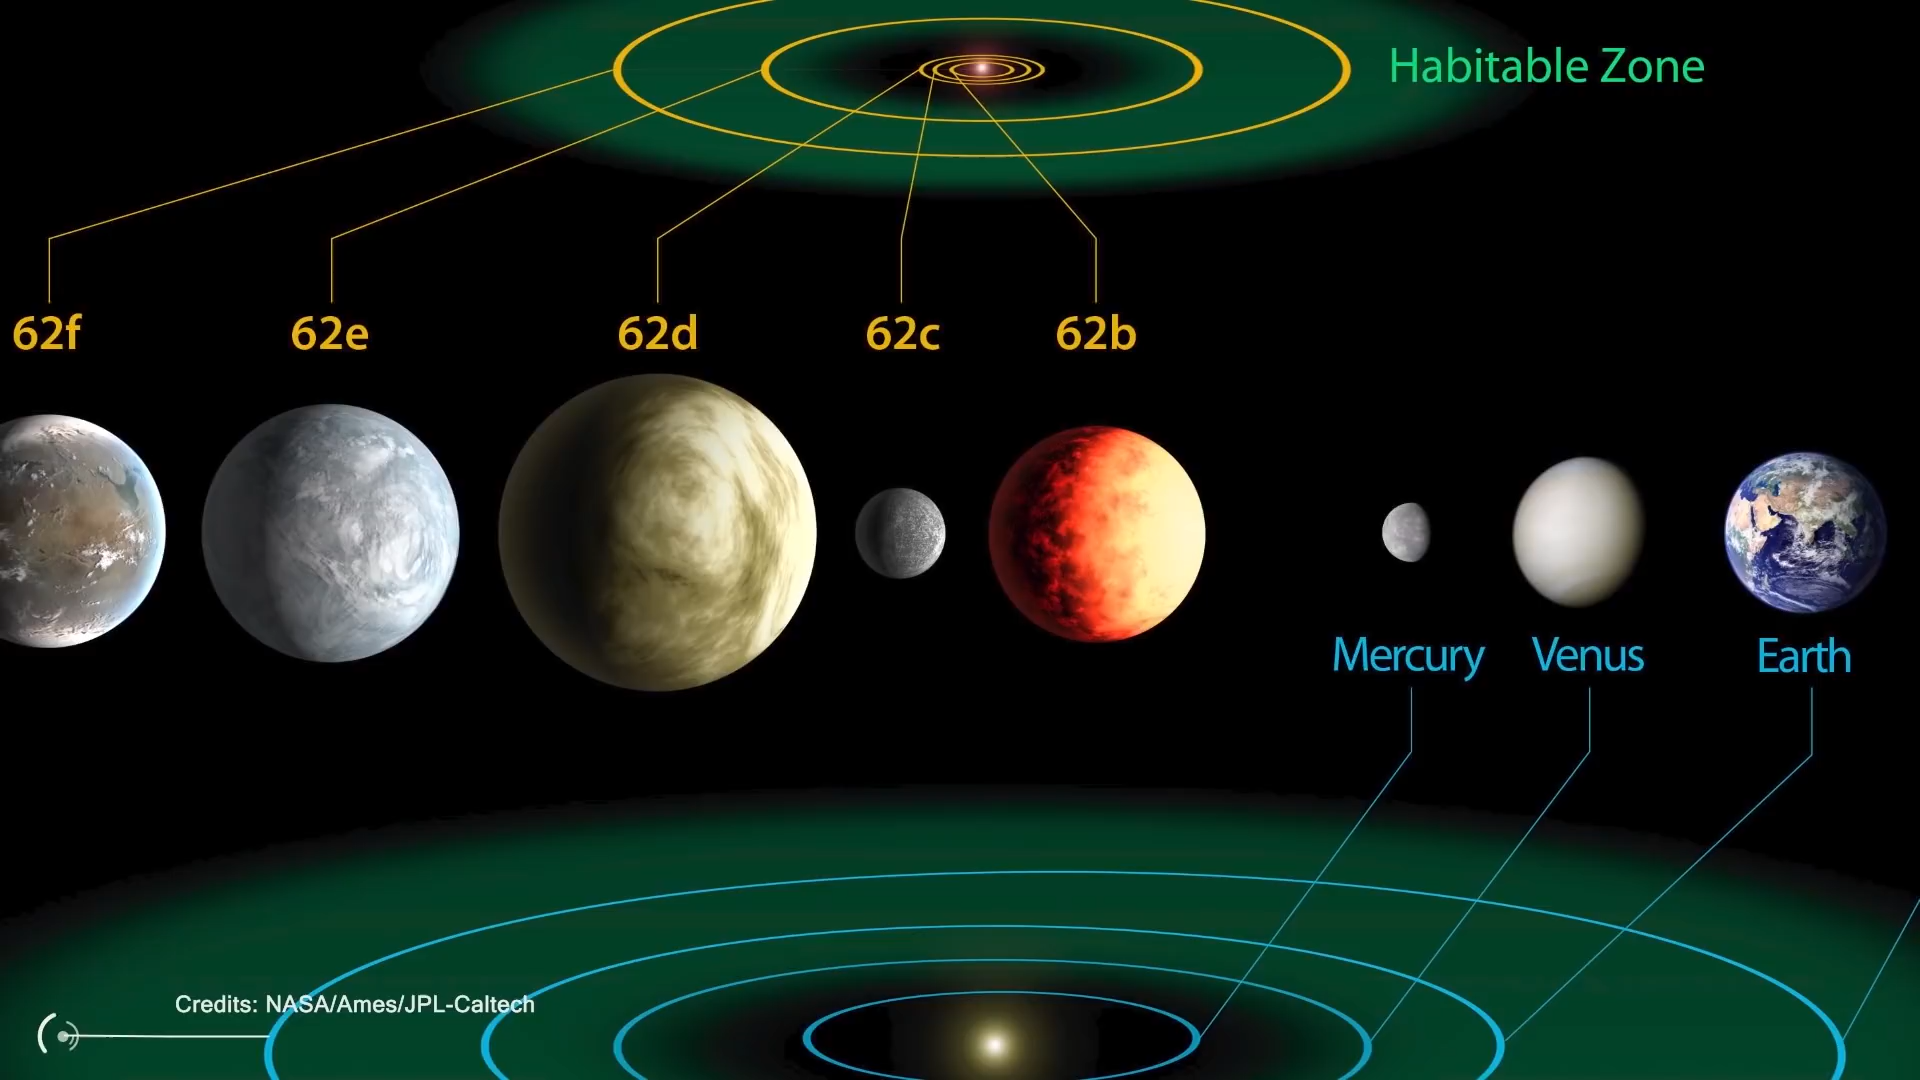 Habitable Zone
62f
62e
62d
62c
62b
Mercury
Venus
Earth
Credits: NASA/Ames/JPL-Caltech